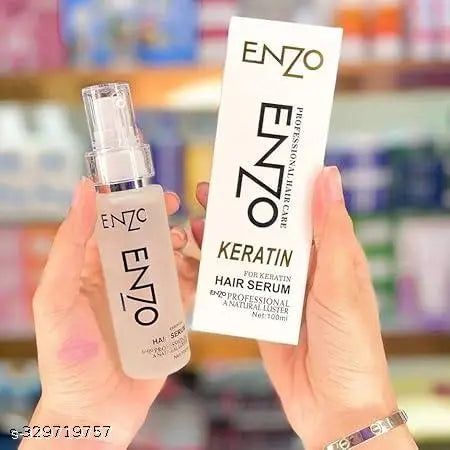 ENZO
ENZO
PROFESSIONAL HAIR CARE
KERATIN
FOR KERATIN
HAIR SERUM
ENZO PROFESSIONAL
A NATURAL LUSTER
Net:100ml
ENZO
ENZO
HAIR SERUM
s-329719757